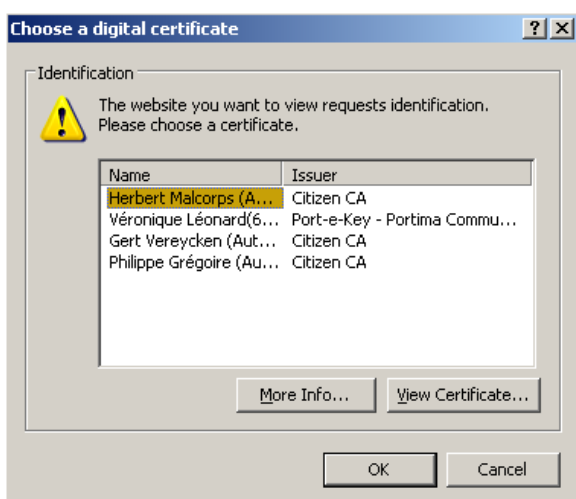 Choose a digital certificate
Identification
The website you want to view requests identification.
Please choose a certificate.
Name Issuer
Herbert Malcorps (A... Citizen CA
Véronique Léonard(6... Port-e-Key - Portima Commu...
Gert Vereycken (Aut... Citizen CA
Philippe Grégoire (Au... Citizen CA
More Info... View Certificate...
OK Cancel